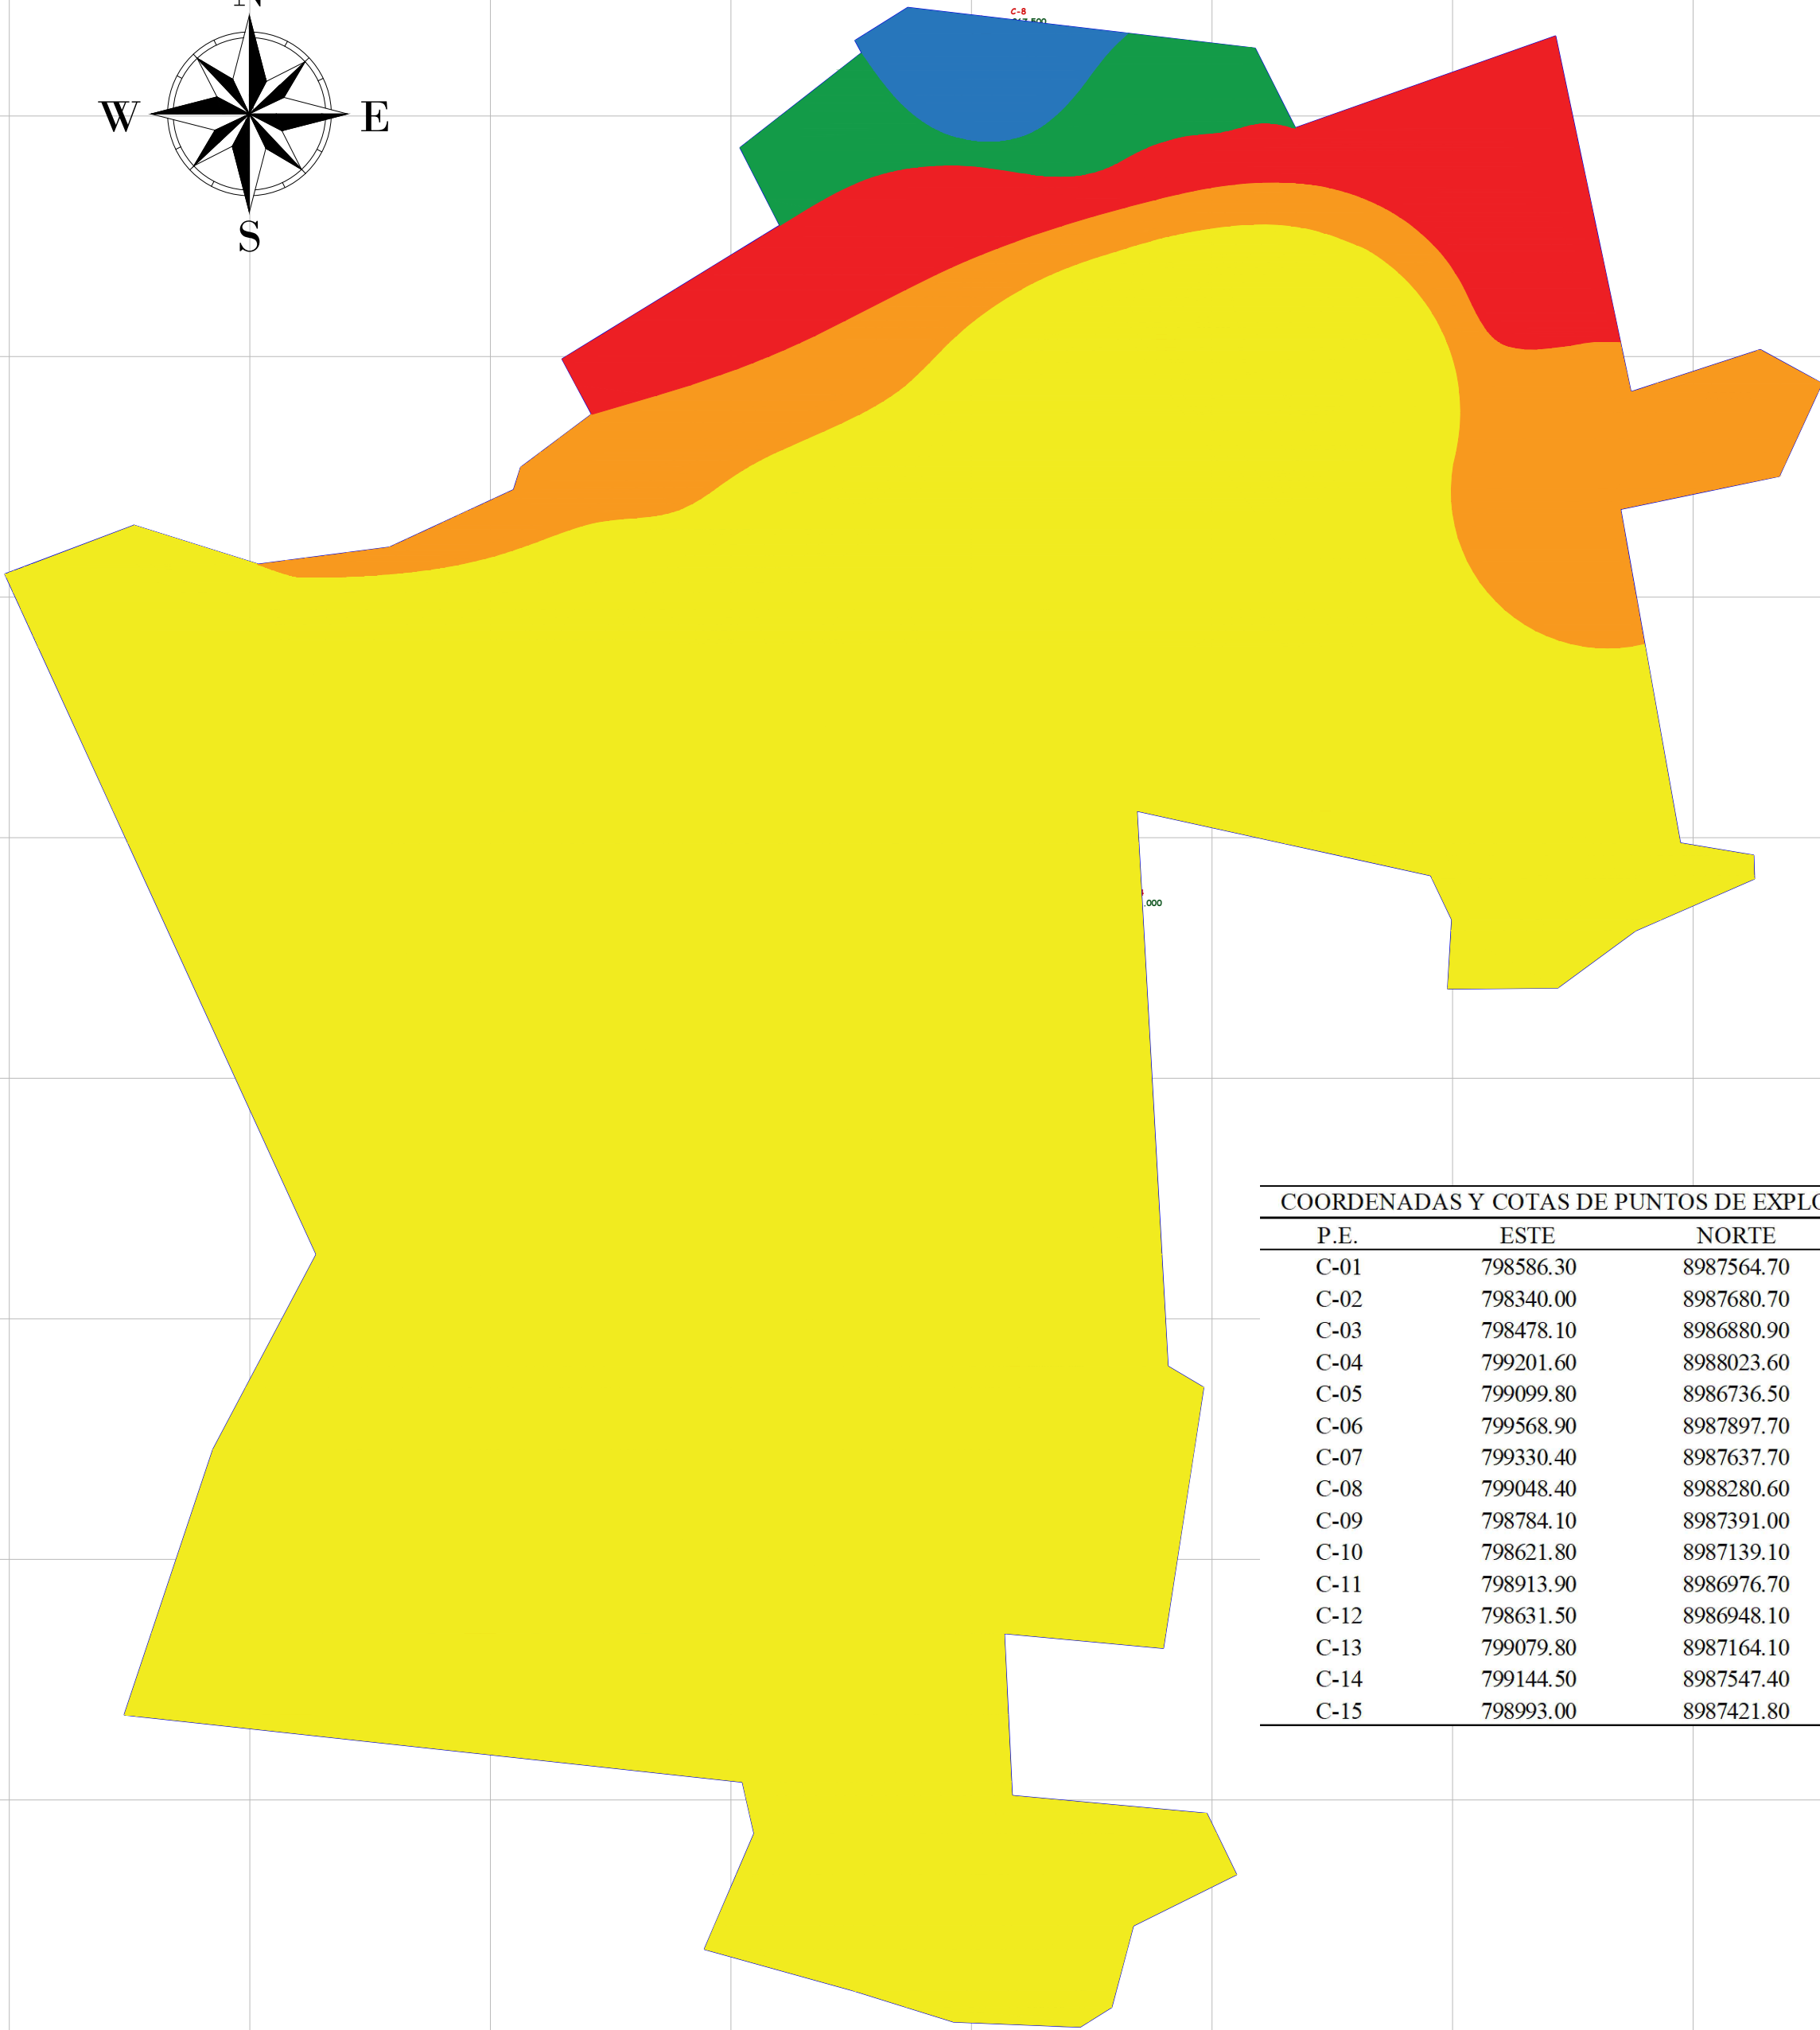 N
C-8
W
E
S
.000
COORDENADAS Y COTAS DE PUNTOS DE EXPLO
P.E. ESTE NORTE
C-01 798586.30 8987564.70
C-02 798340.00 8987680.70
C-03 798478.10 8986880.90
C-04 799201.60 8988023.60
C-05 799099.80 8986736.50
C-06 799568.90 8987897.70
C-07 799330.40 8987637.70
C-08 799048.40 8988280.60
C-09 798784.10 8987391.00
C-10 798621.80 8987139.10
C-11 798913.90 8986976.70
C-12 798631.50 8986948.10
C-13 799079.80 8987164.10
C-14 799144.50 8987547.40
C-15 798993.00 8987421.80